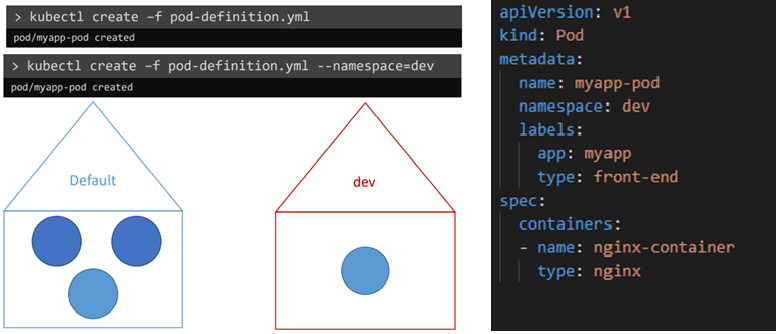 > kubectl create –f pod-definition.yml
pod/myapp-pod created
> kubectl create –f pod-definition.yml --namespace=dev
pod/myapp-pod created
Default
dev
apiVersion: v1
kind: Pod
metadata:
  name: myapp-pod
  namespace: dev
  labels:
    app: myapp
    type: front-end
spec:
  containers:
  - name: nginx-container
    type: nginx